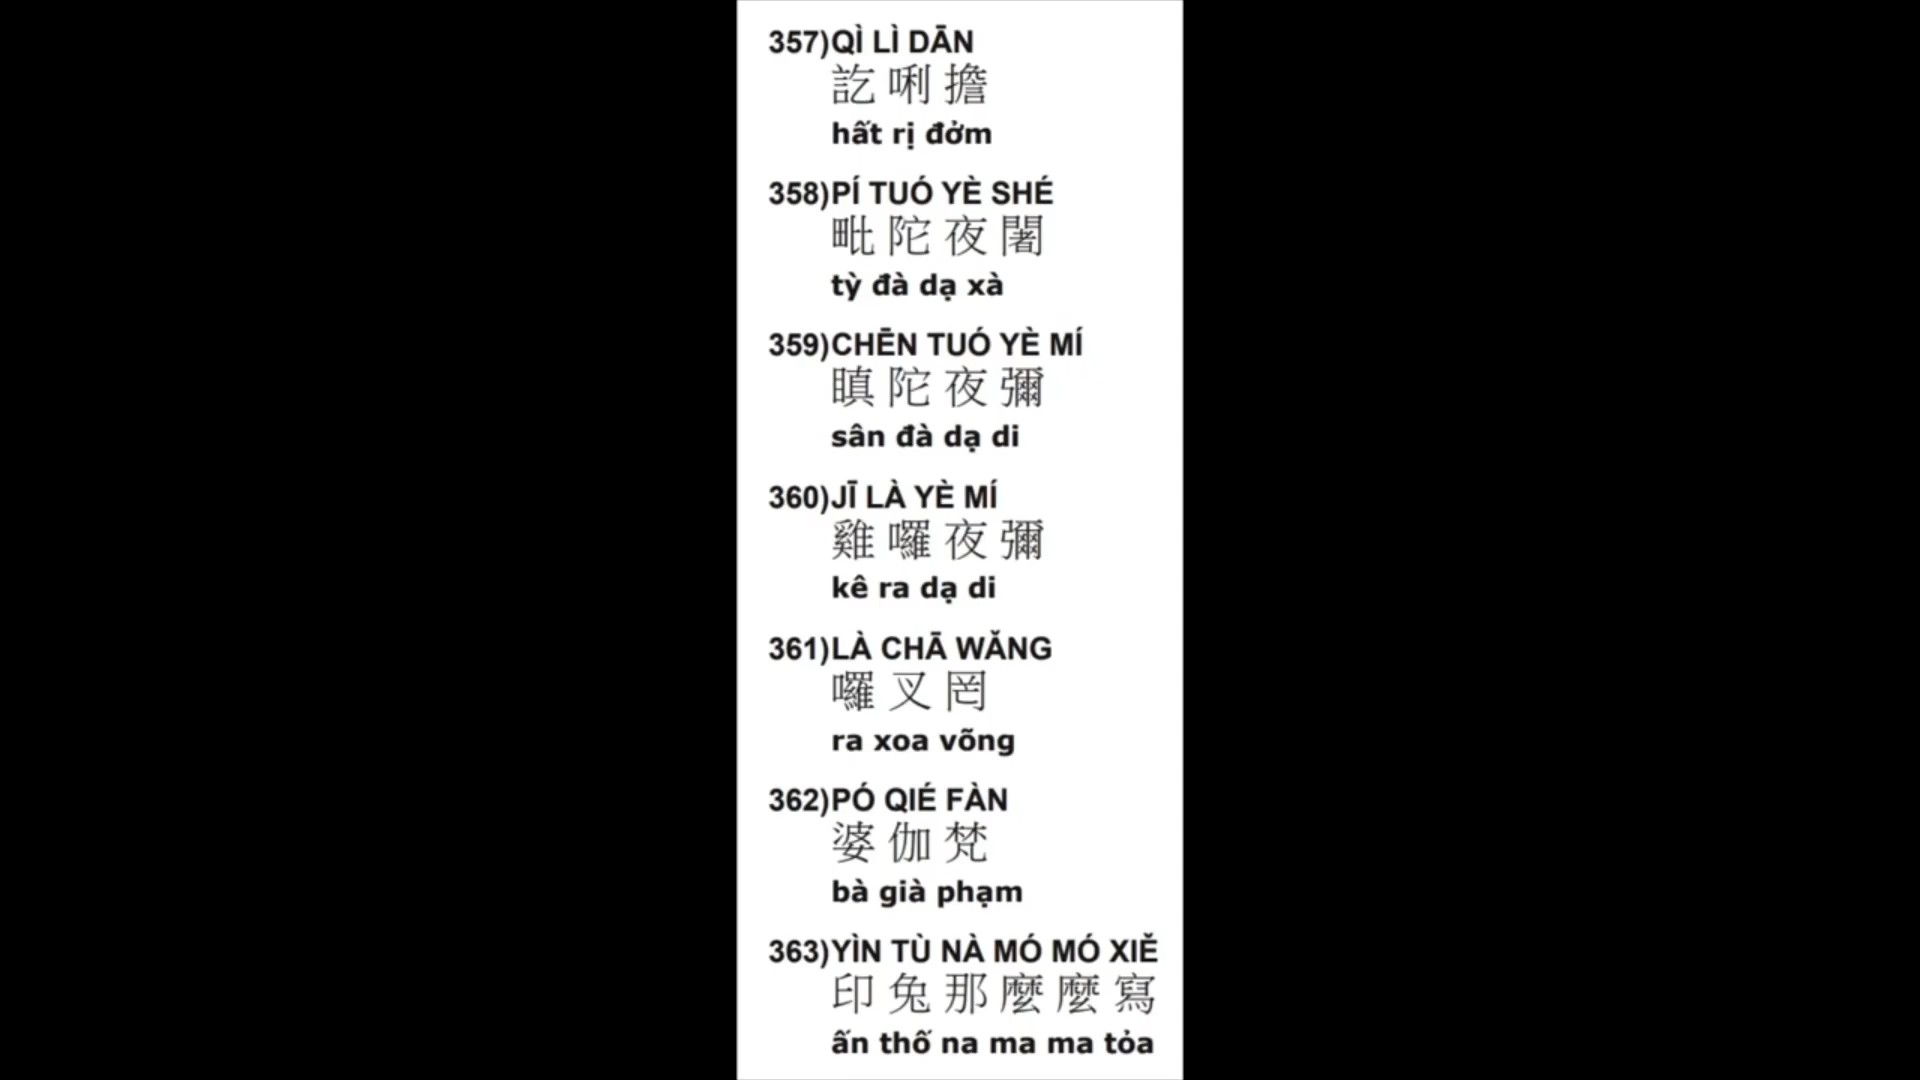 357)QÌ LÌ DĀN
訖唎擔
hất rị đởm
358)PÍ TUÓ YÈ SHÉ
毗陀夜闍
tỳ đà dạ xà
359)CHĒN TUÓ YÈ MÍ
瞋陀夜彌
sân đà dạ di
360)JĪ LÀ YÈ MÍ
雞囉夜彌
kê ra dạ di
361)LÀ CHĀ WǍNG
囉叉罔
ra xoa võng
362)PÓ QIÉ FÀN
婆伽梵
bà già phạm
363)YÌN TÙ NÀ MÓ MÓ XIĚ
印兔那麼麼寫
ấn thố na ma ma tỏa